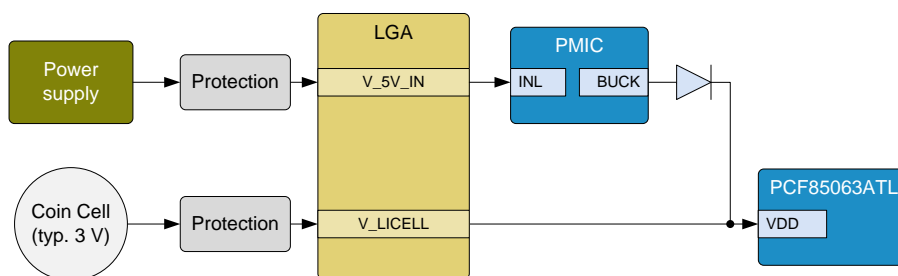 LGA
PMIC
Power
supply
Protection
V_5V_IN
INL
BUCK
PCF85063ATL
Coin Cell
(typ. 3 V)
Protection
V_LICELL
VDD